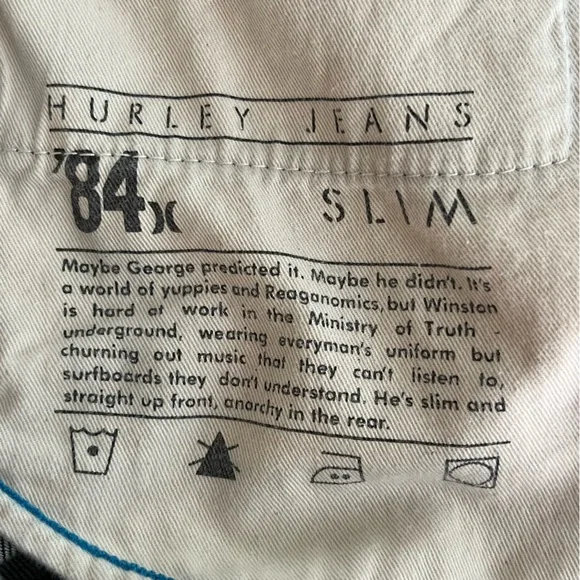 HURLEY JEANS
'84 SLIM
Maybe George predicted it. Maybe he didn't. It's
a world of yuppies and Reaganomics, but Winston
is hard at work in the Ministry of Truth -
underground, wearing everyman's uniform but
churning out music that they can't listen to,
surfboards they don't understand. He's slim and
straight up front, anarchy in the rear.